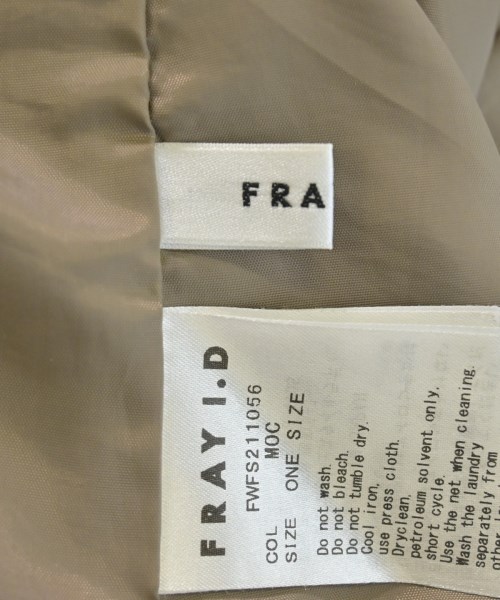 FRA
FRAY I.D
FWFS211056
COL MOC
SIZE ONE SIZE
Do not wash.
Do not bleach.
Do not tumble dry.
Cool iron,
use press cloth.
Dryclean,
petroleum solvent only.
short cycle.
Use the net when cleaning.
Wash the laundry
separately from
other